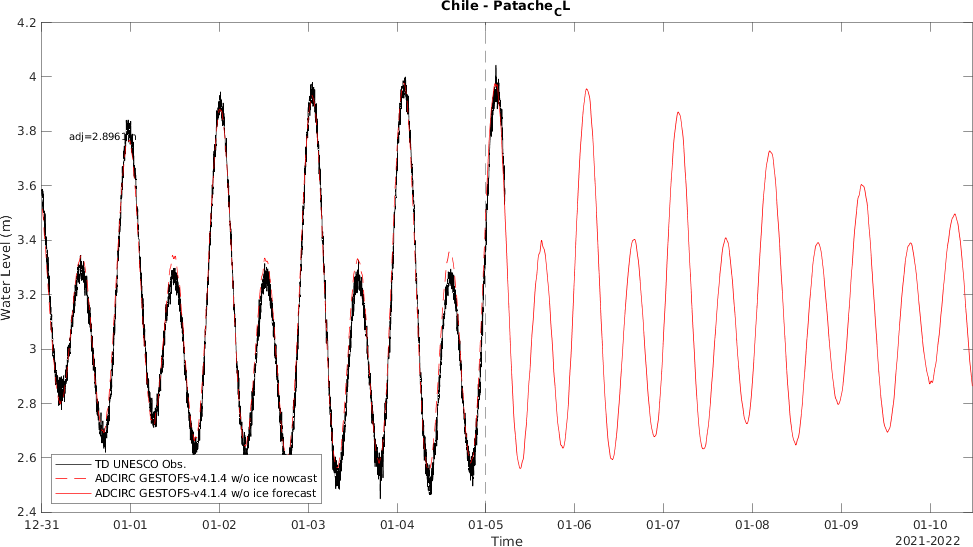 Chile - Patache_CL
4.2
4
3.8
3.6
3.4
3.2
3
2.8
2.6
2.4
Water Level (m)
adj=2.8961m
TD UNESCO Obs.
ADCIRC GESTOFS-v4.1.4 w/o ice nowcast
ADCIRC GESTOFS-v4.1.4 w/o ice forecast
12-31 01-01 01-02 01-03 01-04 01-05 01-06 01-07 01-08 01-09 01-10
Time
2021-2022